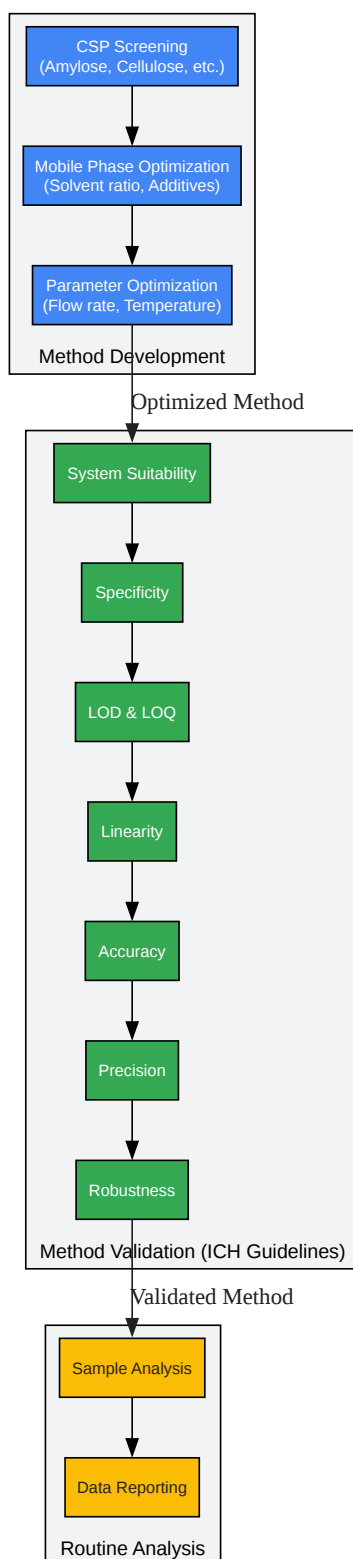 CSP Screening
(Amylose, Cellulose, etc.)
Mobile Phase Optimization
(Solvent ratio, Additives)
Parameter Optimization
(Flow rate, Temperature)
Method Development
Optimized Method
System Suitability
Specificity
LOD & LOQ
Linearity
Accuracy
Precision
Robustness
Method Validation (ICH Guidelines)
Validated Method
Sample Analysis
Data Reporting
Routine Analysis